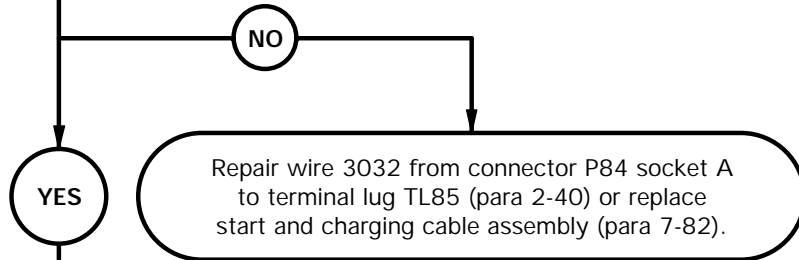 NO
YES
Repair wire 3032 from connector P84 socket A
to terminal lug TL85 (para 2-40) or replace
start and charging cable assembly (para 7-82).